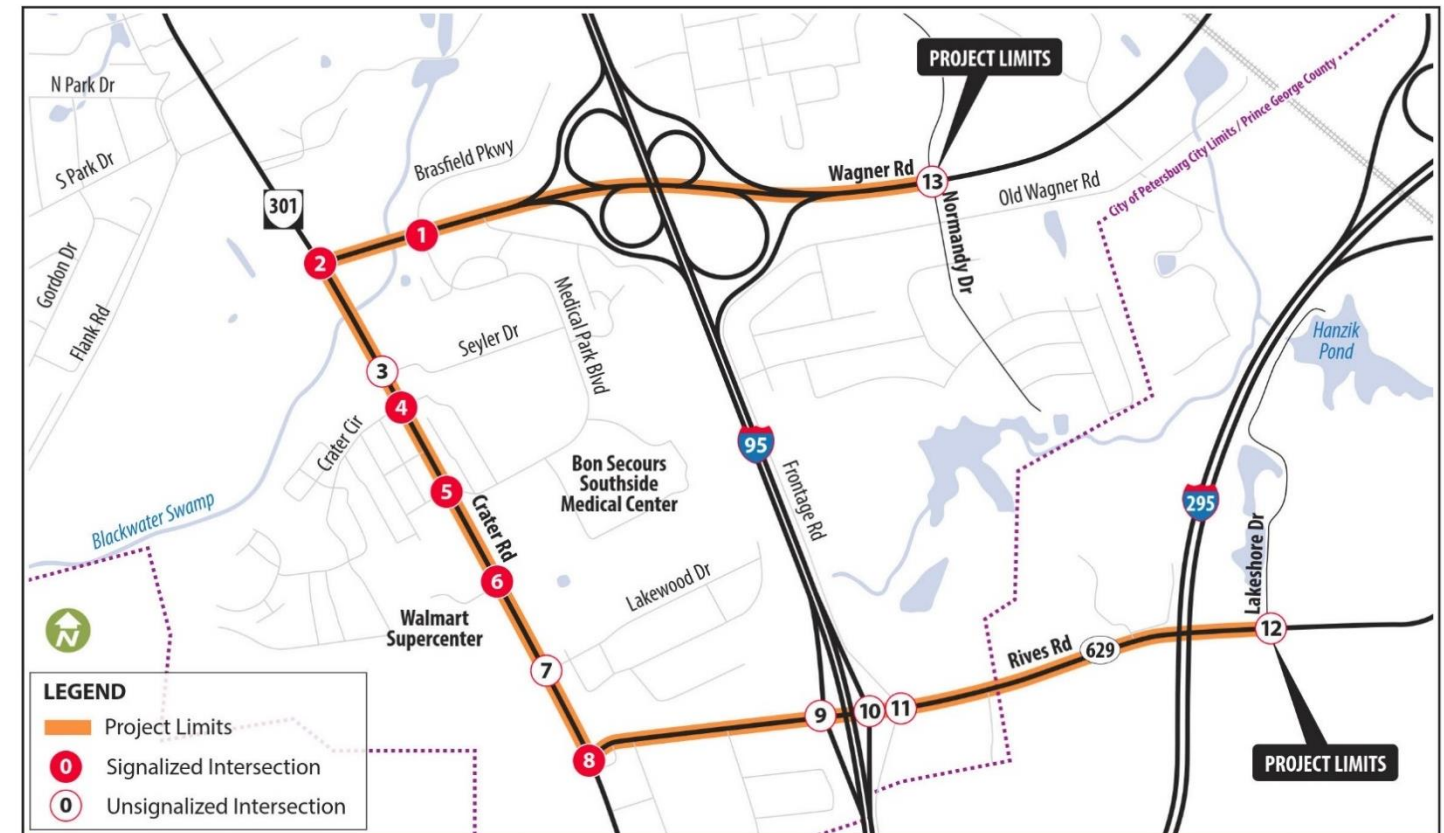 PROJECT LIMITS
N Park Dr
S Park Dr
Brasfield Pkwy
Wagner Rd
13
Old Wagner Rd
City of Petersburg City Limits / Prince George County
301
1
2
Normandy Dr
Gordon Dr
Flank Rd
Seyler Dr
Medical Park Blvd
Hanzik
Pond
3
4
Crater Cir
95
Bon Secours
Southside
Medical Center
Frontage Rd
5
Crater Rd
295
Blackwater Swamp
Lakeshore Dr
6
Lakewood Dr
Walmart
Supercenter
N
7
Rives Rd
629
12
9
10
11
8
PROJECT LIMITS
LEGEND
Project Limits
0 Signalized Intersection
0 Unsignalized Intersection